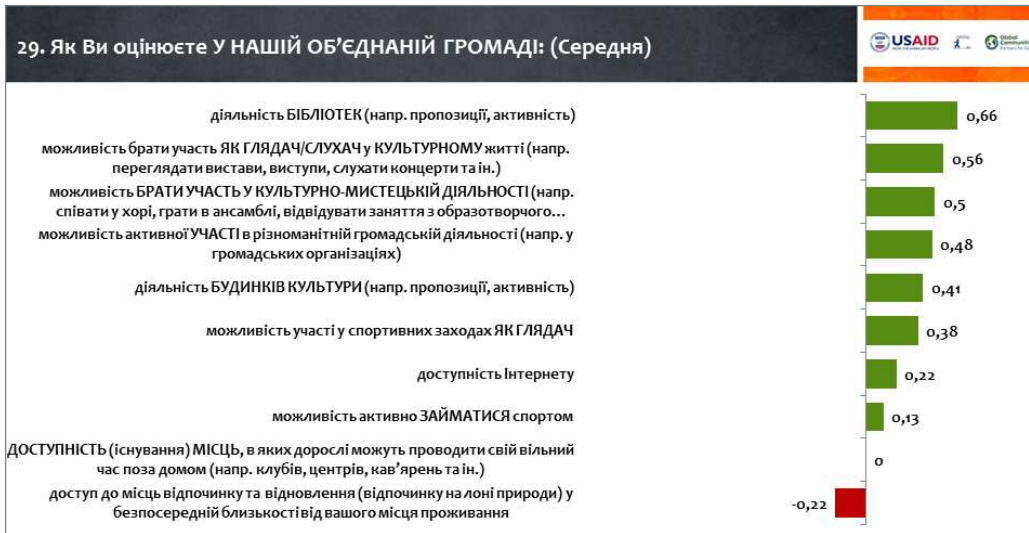 29. Як Ви оцінюєте У НАШІЙ ОБ’ЄДНАНІЙ ГРОМАДІ: (Середня)
USAID
FROM THE AMERICAN PEOPLE
Global
діяльність БІБЛІОТЕК (напр. пропозиції, активність)
0,66
можливість брати участь ЯК ГЛЯДАЧ/СЛУХАЧ у КУЛЬТУРНОМУ житті (напр.
переглядати вистави, виступи, слухати концерти та ін.)
0,56
можливість БРАТИ УЧАСТЬ У КУЛЬТУРНО-МИСТЕЦЬКІЙ ДІЯЛЬНОСТІ (напр.
співати у хорі, грати в ансамблі, відвідувати заняття з образотворчого…
0,5
можливість активної УЧАСТІ в різноманітній громадській діяльності (напр. у
громадських організаціях)
0,48
діяльність БУДИНКІВ КУЛЬТУРИ (напр. пропозиції, активність)
0,41
можливість участі у спортивних заходах ЯК ГЛЯДАЧ
0,38
доступність Інтернету
0,22
можливість активно ЗАЙМАТИСЯ спортом
0,13
ДОСТУПНІСТЬ (існування) МІСЦЬ, в яких дорослі можуть проводити свій вільний
час поза домом (напр. клубів, центрів, кав’ярень та ін.)
0
доступ до місць відпочинку та відновлення (відпочинку на лоні природи) у
безпосередній близькості від вашого місця проживання
-0,22